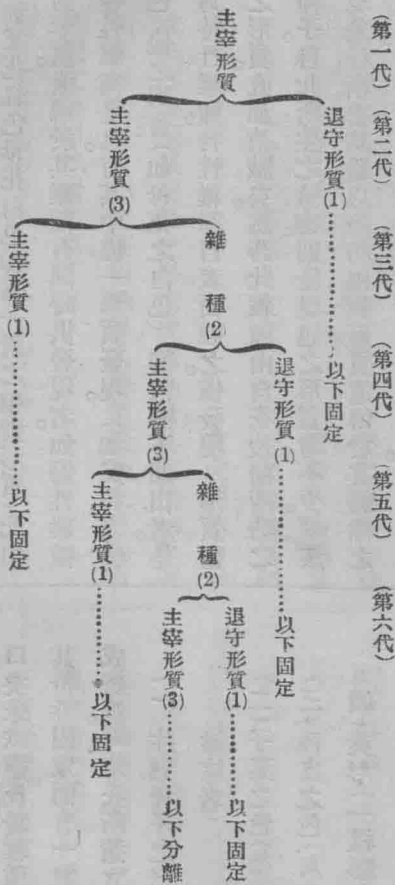 (第一代) (第二代) (第三代) (第四代) (第五代) (第六代)
主宰形質
退守形質(1)……以下固定
主宰形質(3)
雜種(2)
退守形質(1)……以下固定
主宰形質(3)
雜種(2)
退守形質(1)……以下固定
主宰形質(3)……以下分離
主宰形質(1)……以下固定
主宰形質(1)……以下固定